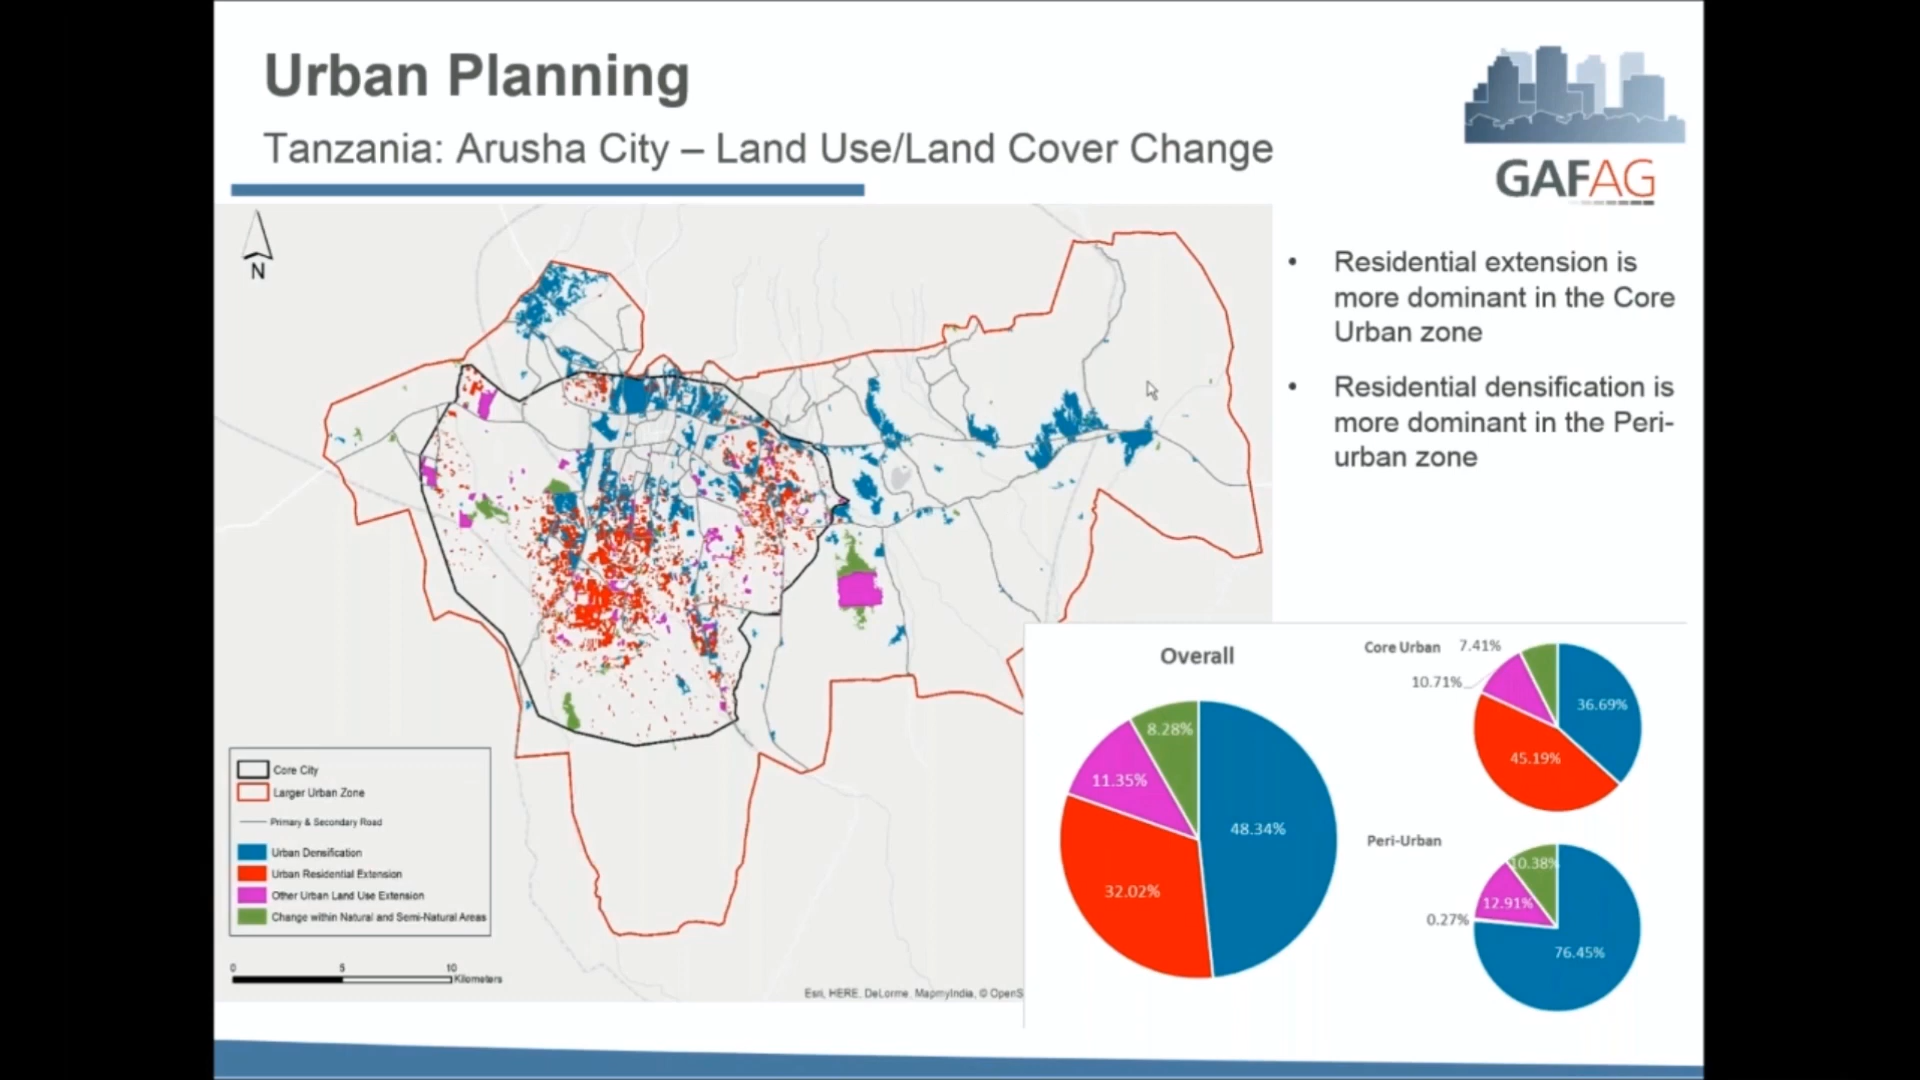 Urban Planning
Tanzania: Arusha City – Land Use/Land Cover Change
GAFAG
N
• Residential extension is
more dominant in the Core
Urban zone
• Residential densification is
more dominant in the Peri-
urban zone
Core City
Larger Urban Zone
Primary & Secondary Road
Urban Densification
Urban Residential Extension
Other Urban Land Use Extension
Change within Natural and Semi-Natural Areas
0 5 10
Kilometers
Esri, HERE, DeLorme, MapmyIndia, © OpenS
Overall
8.28%
11.35%
48.34%
32.02%
Core Urban
7.41%
10.71%
36.69%
45.19%
Peri-Urban
10.38%
12.91%
0.27%
76.45%